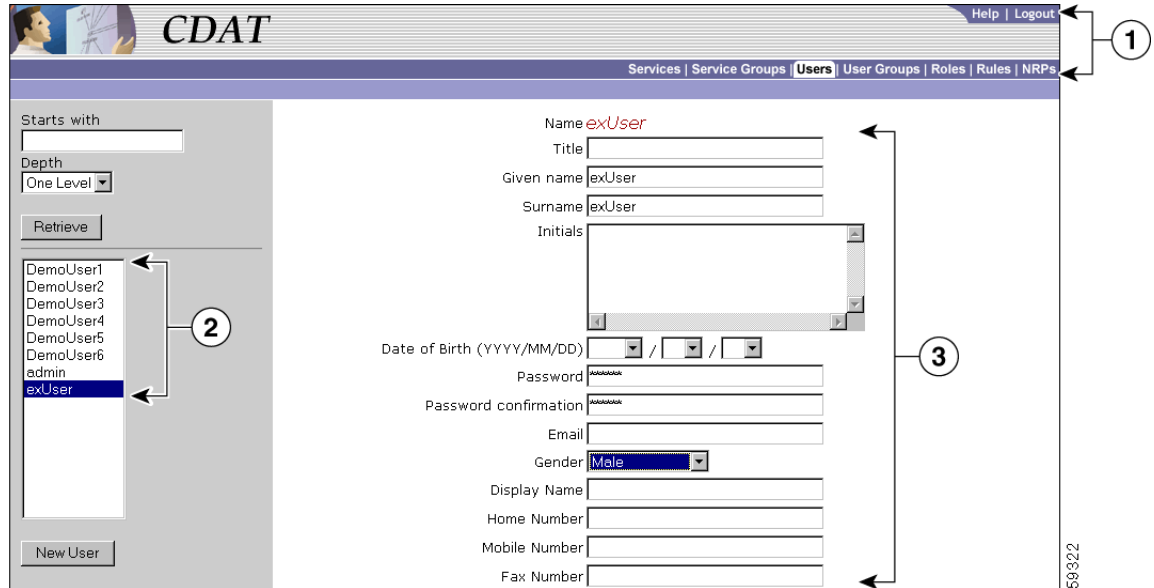 CDAT
Help | Logout
1
Services | Service Groups | Users | User Groups | Roles | Rules | NRPs
Starts with
Depth
One Level
Retrieve
DemoUser1
DemoUser2
DemoUser3
DemoUser4
DemoUser5
DemoUser6
admin
exUser
2
New User
Name exUser
Title
Given name exUser
Surname exUser
Initials
Date of Birth (YYYY/MM/DD) / /
Password ******
Password confirmation ******
Email
Gender Male
Display Name
Home Number
Mobile Number
Fax Number
3
59322